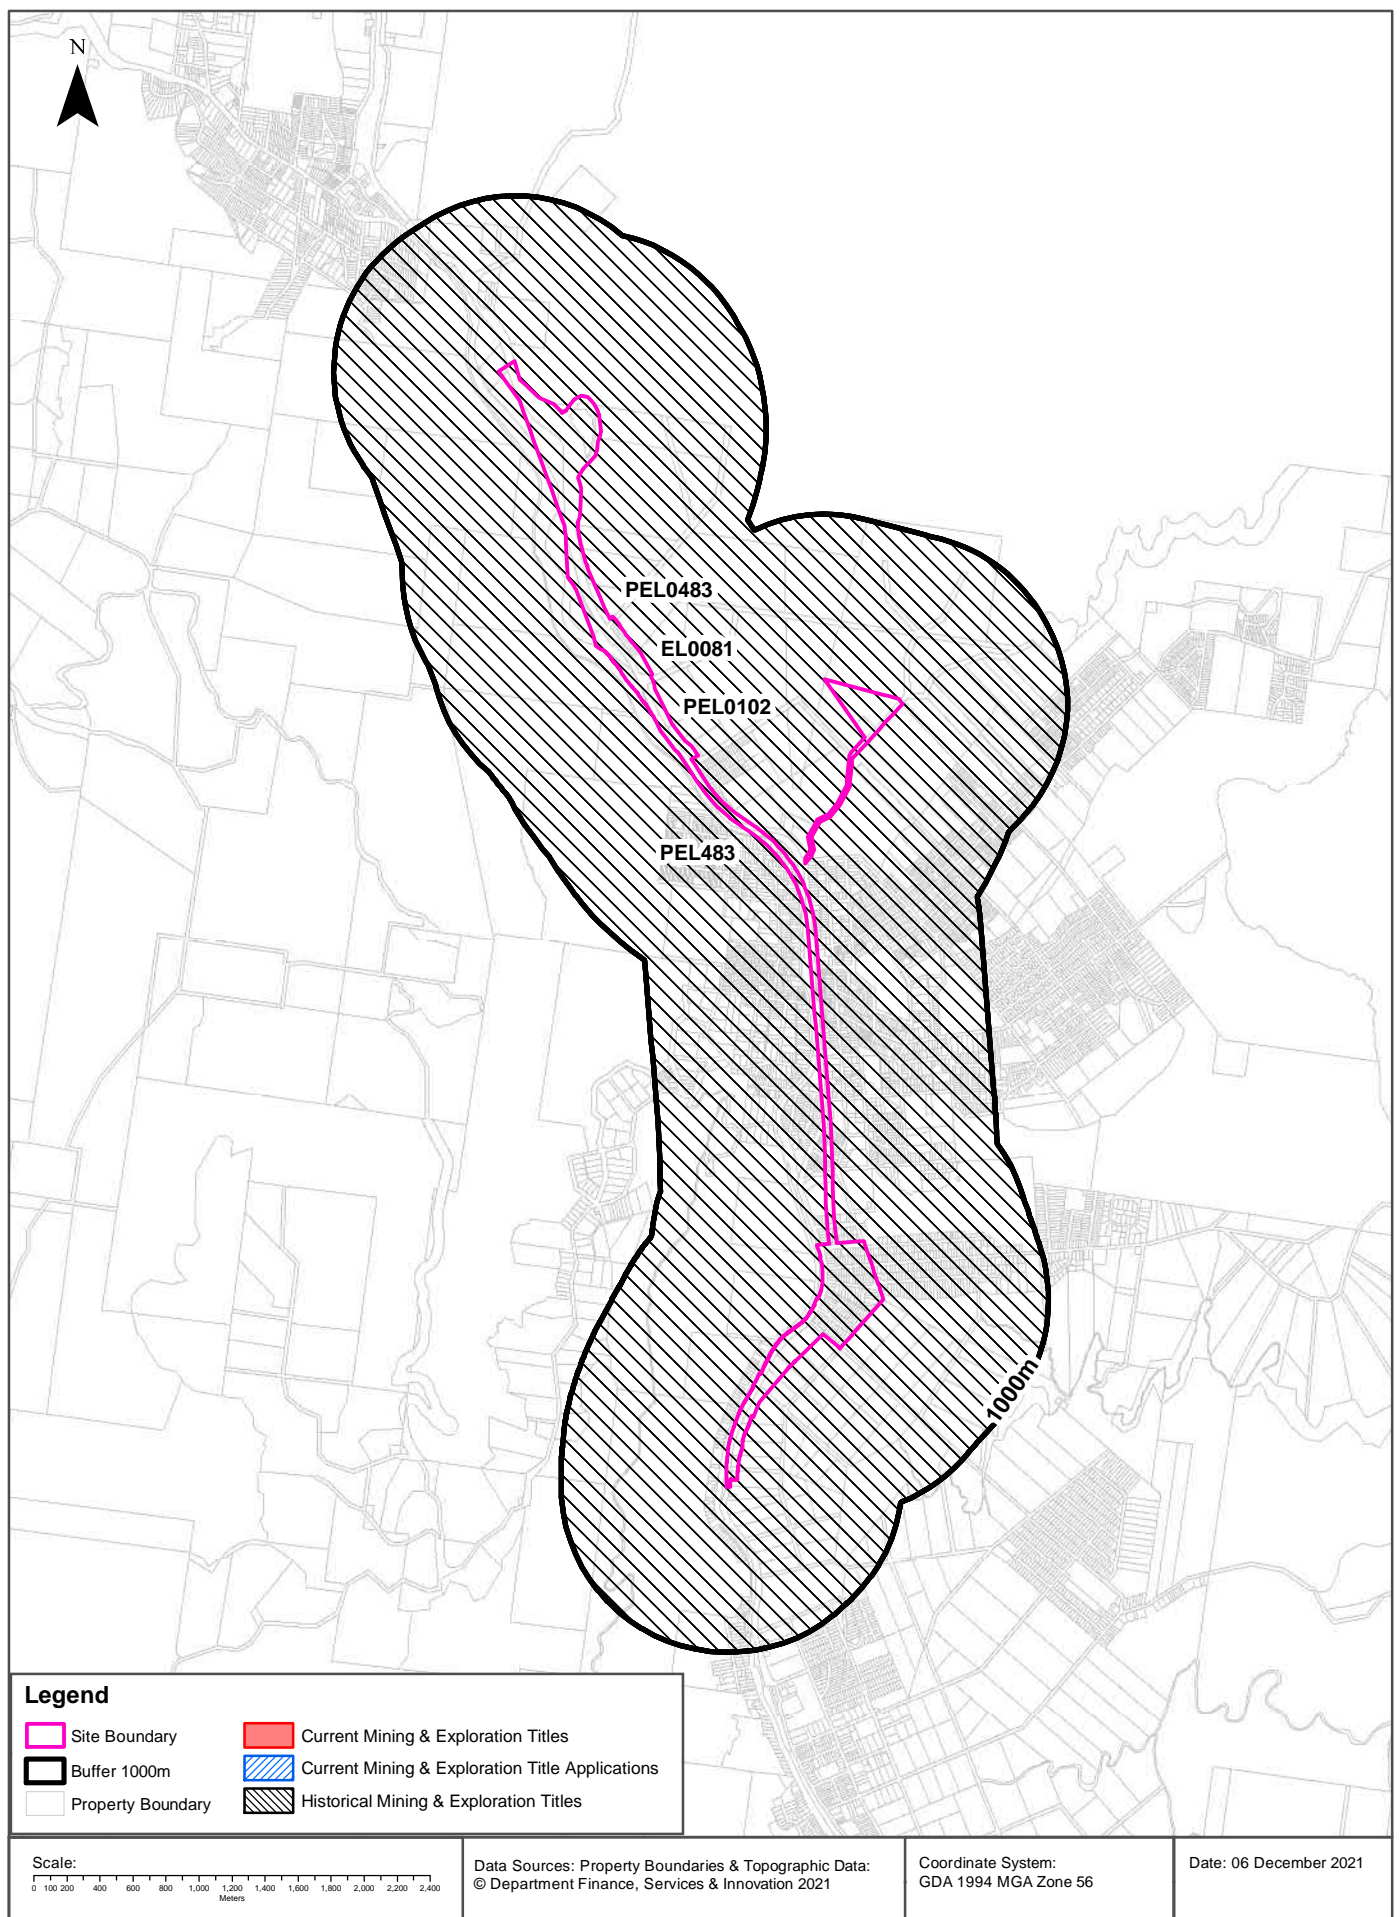 N
PEL0483
EL0081
PEL0102
PEL483
1000m
Legend
Site Boundary
Buffer 1000m
Property Boundary
Current Mining & Exploration Titles
Current Mining & Exploration Title Applications
Historical Mining & Exploration Titles
Scale:
0 100 200 400 600 800 1,000 1,200 1,400 1,600 1,800 2,000 2,200 2,400
Meters
Data Sources: Property Boundaries & Topographic Data:
© Department Finance, Services & Innovation 2021
Coordinate System:
GDA 1994 MGA Zone 56
Date: 06 December 2021